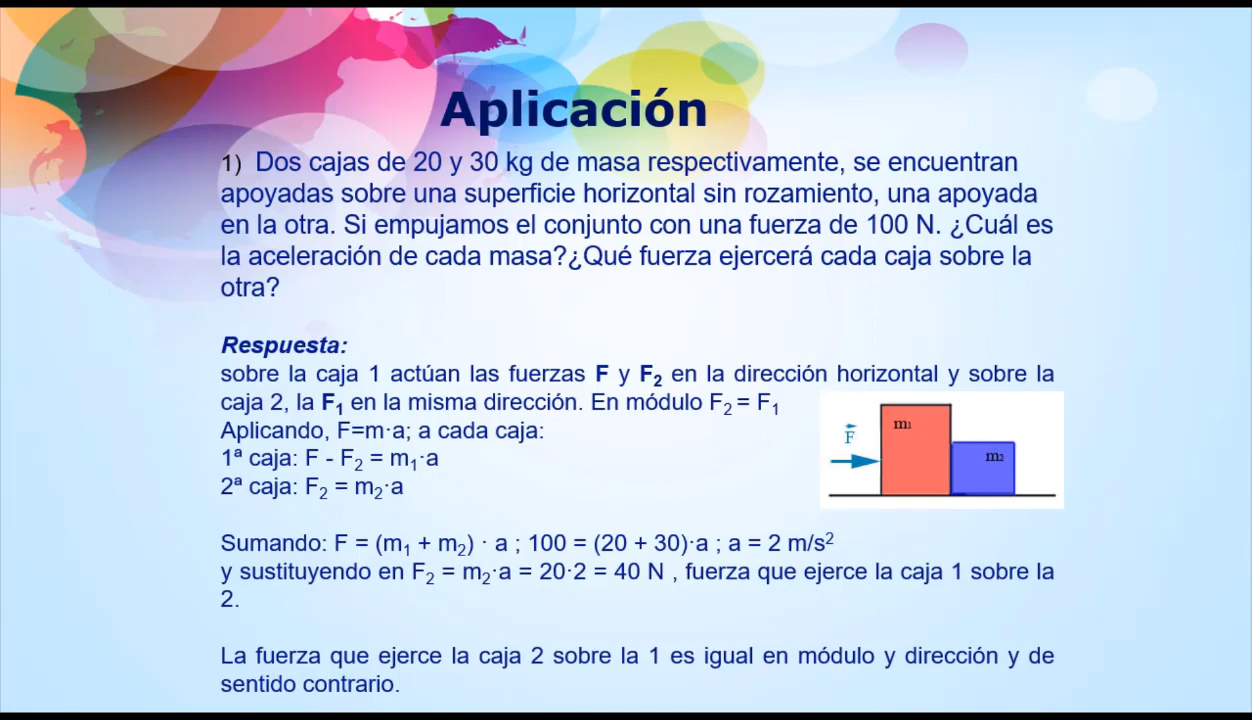 Aplicación
1) Dos cajas de 20 y 30 kg de masa respectivamente, se encuentran
apoyadas sobre una superficie horizontal sin rozamiento, una apoyada
en la otra. Si empujamos el conjunto con una fuerza de 100 N. ¿Cuál es
la aceleración de cada masa?¿Qué fuerza ejercerá cada caja sobre la
otra?
Respuesta:
sobre la caja 1 actúan las fuerzas F y F₂ en la dirección horizontal y sobre la
caja 2, la F₁ en la misma dirección. En módulo F₂ = F₁
Aplicando, F=m·a; a cada caja:
1ª caja: F - F₂ = m₁·a
2ª caja: F₂ = m₂·a
F⃗
m₁
m₂
Sumando: F = (m₁ + m₂) · a ; 100 = (20 + 30)·a ; a = 2 m/s²
y sustituyendo en F₂ = m₂·a = 20·2 = 40 N , fuerza que ejerce la caja 1 sobre la
2.
La fuerza que ejerce la caja 2 sobre la 1 es igual en módulo y dirección y de
sentido contrario.